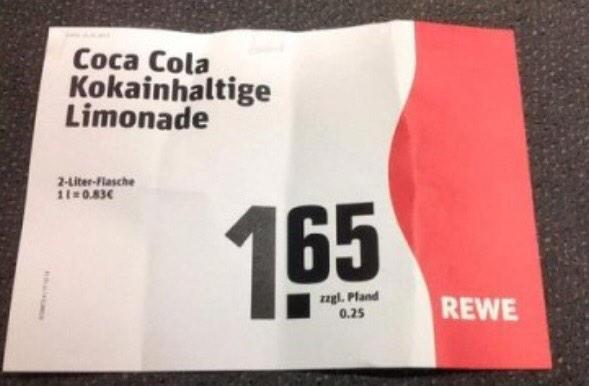 Coca Cola
Kokainhaltige
Limonade
2-Liter-Flasche
1 l = 0.83€
1.65
zzgl. Pfand
0.25
REWE